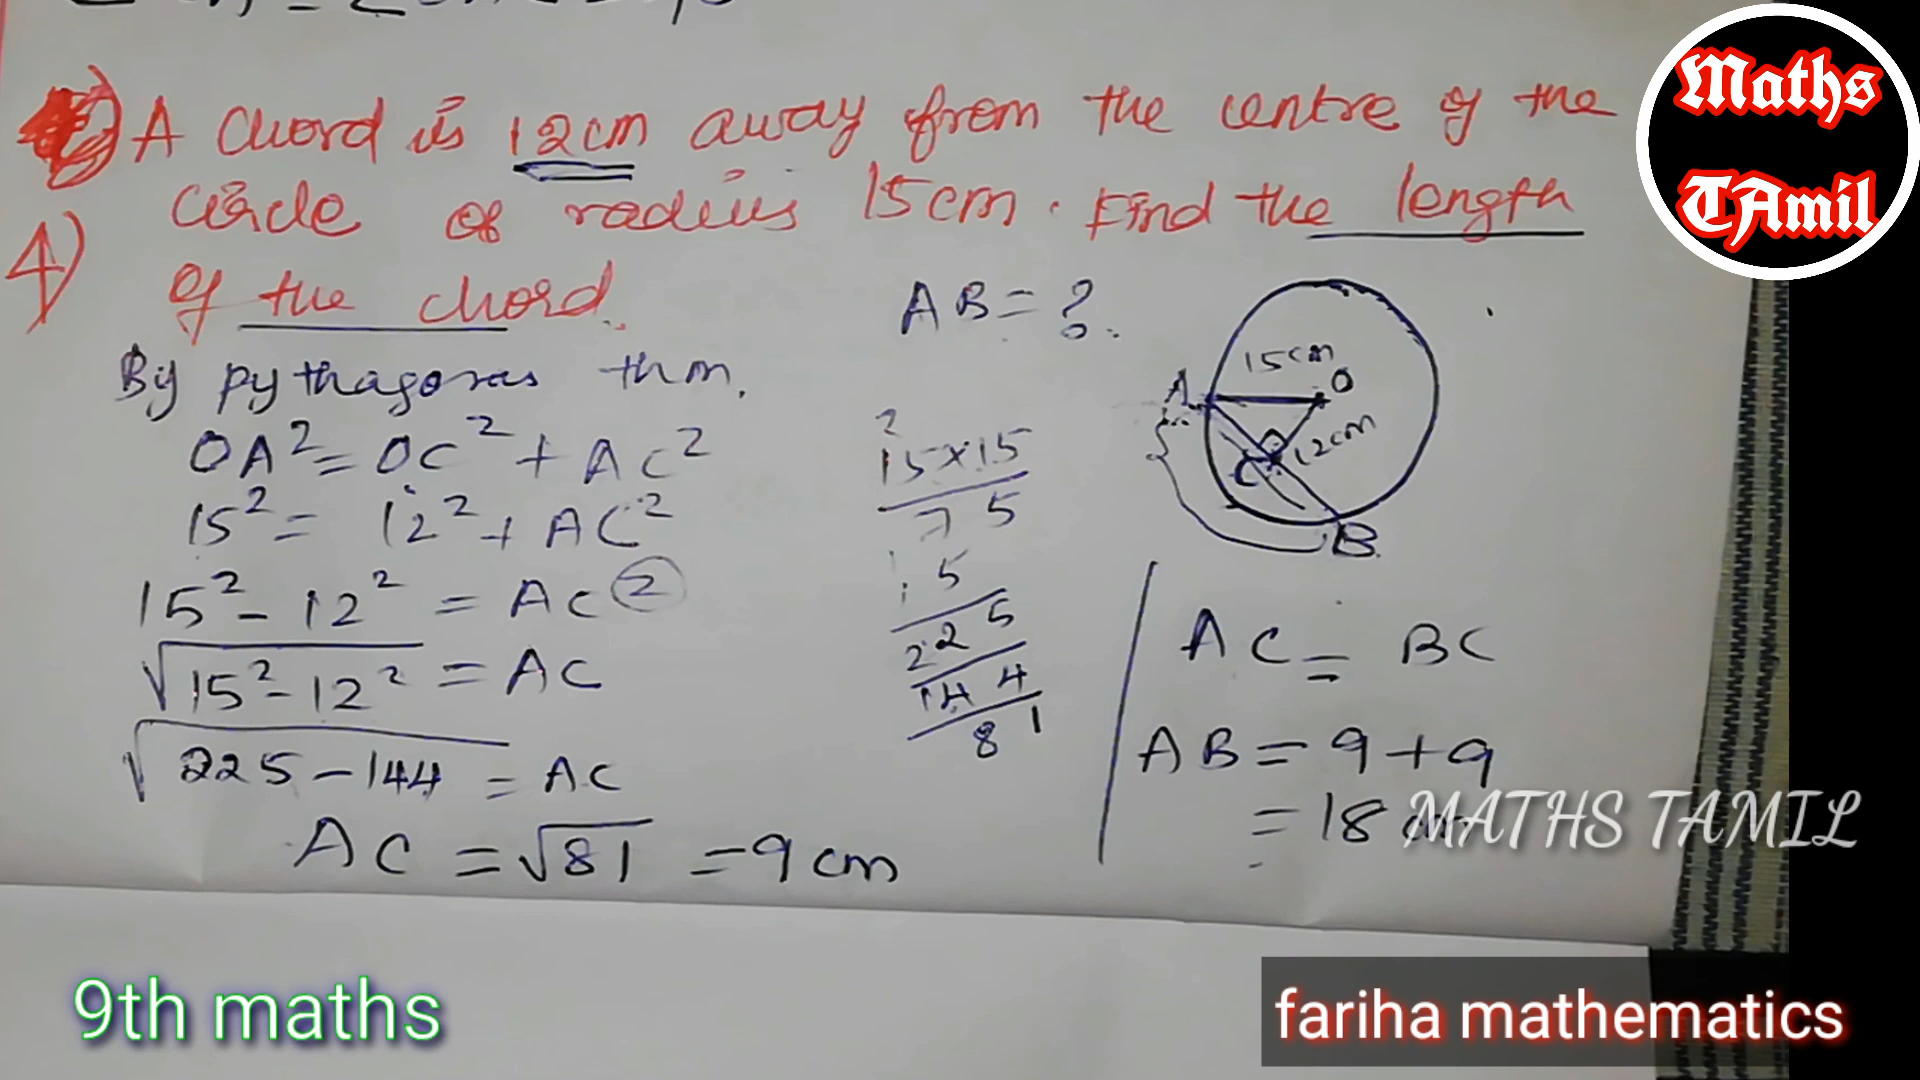 A chord is 12cm away from the centre of the
circle of radius 15cm. Find the length
4) of the chord.
AB = ?
By pythagoras thm.
OA² = OC² + AC²
15² = 12² + AC²
15² - 12² = AC²
√15² - 12² = AC
√225 - 144 = AC
AC = √81 = 9cm
15×15
75
15
225
144
81
15cm
A
O
12cm
C
B
AC = BC
AB = 9+9
= 18 cm
Maths
TAmil
MATHS TAMIL
9th maths
fariha mathematics